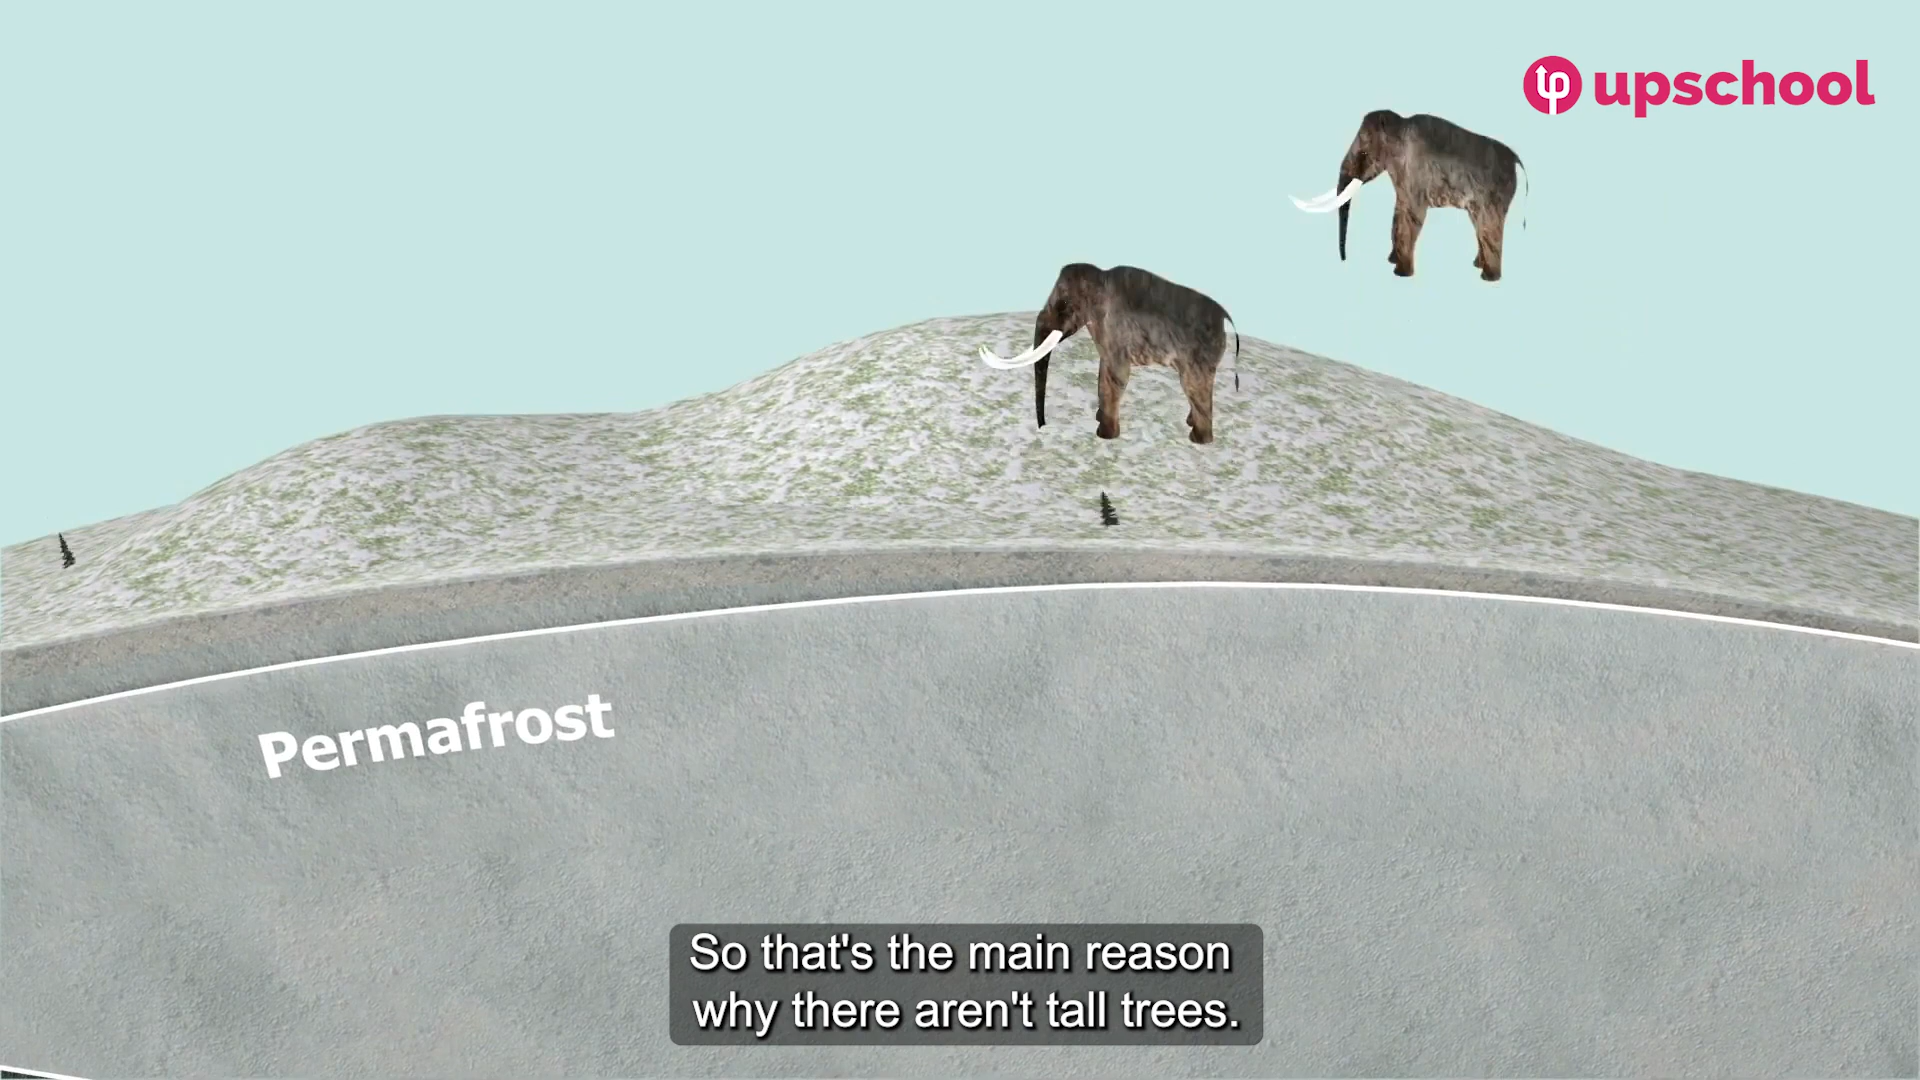 upschool
Permafrost
So that's the main reason
why there aren't tall trees.